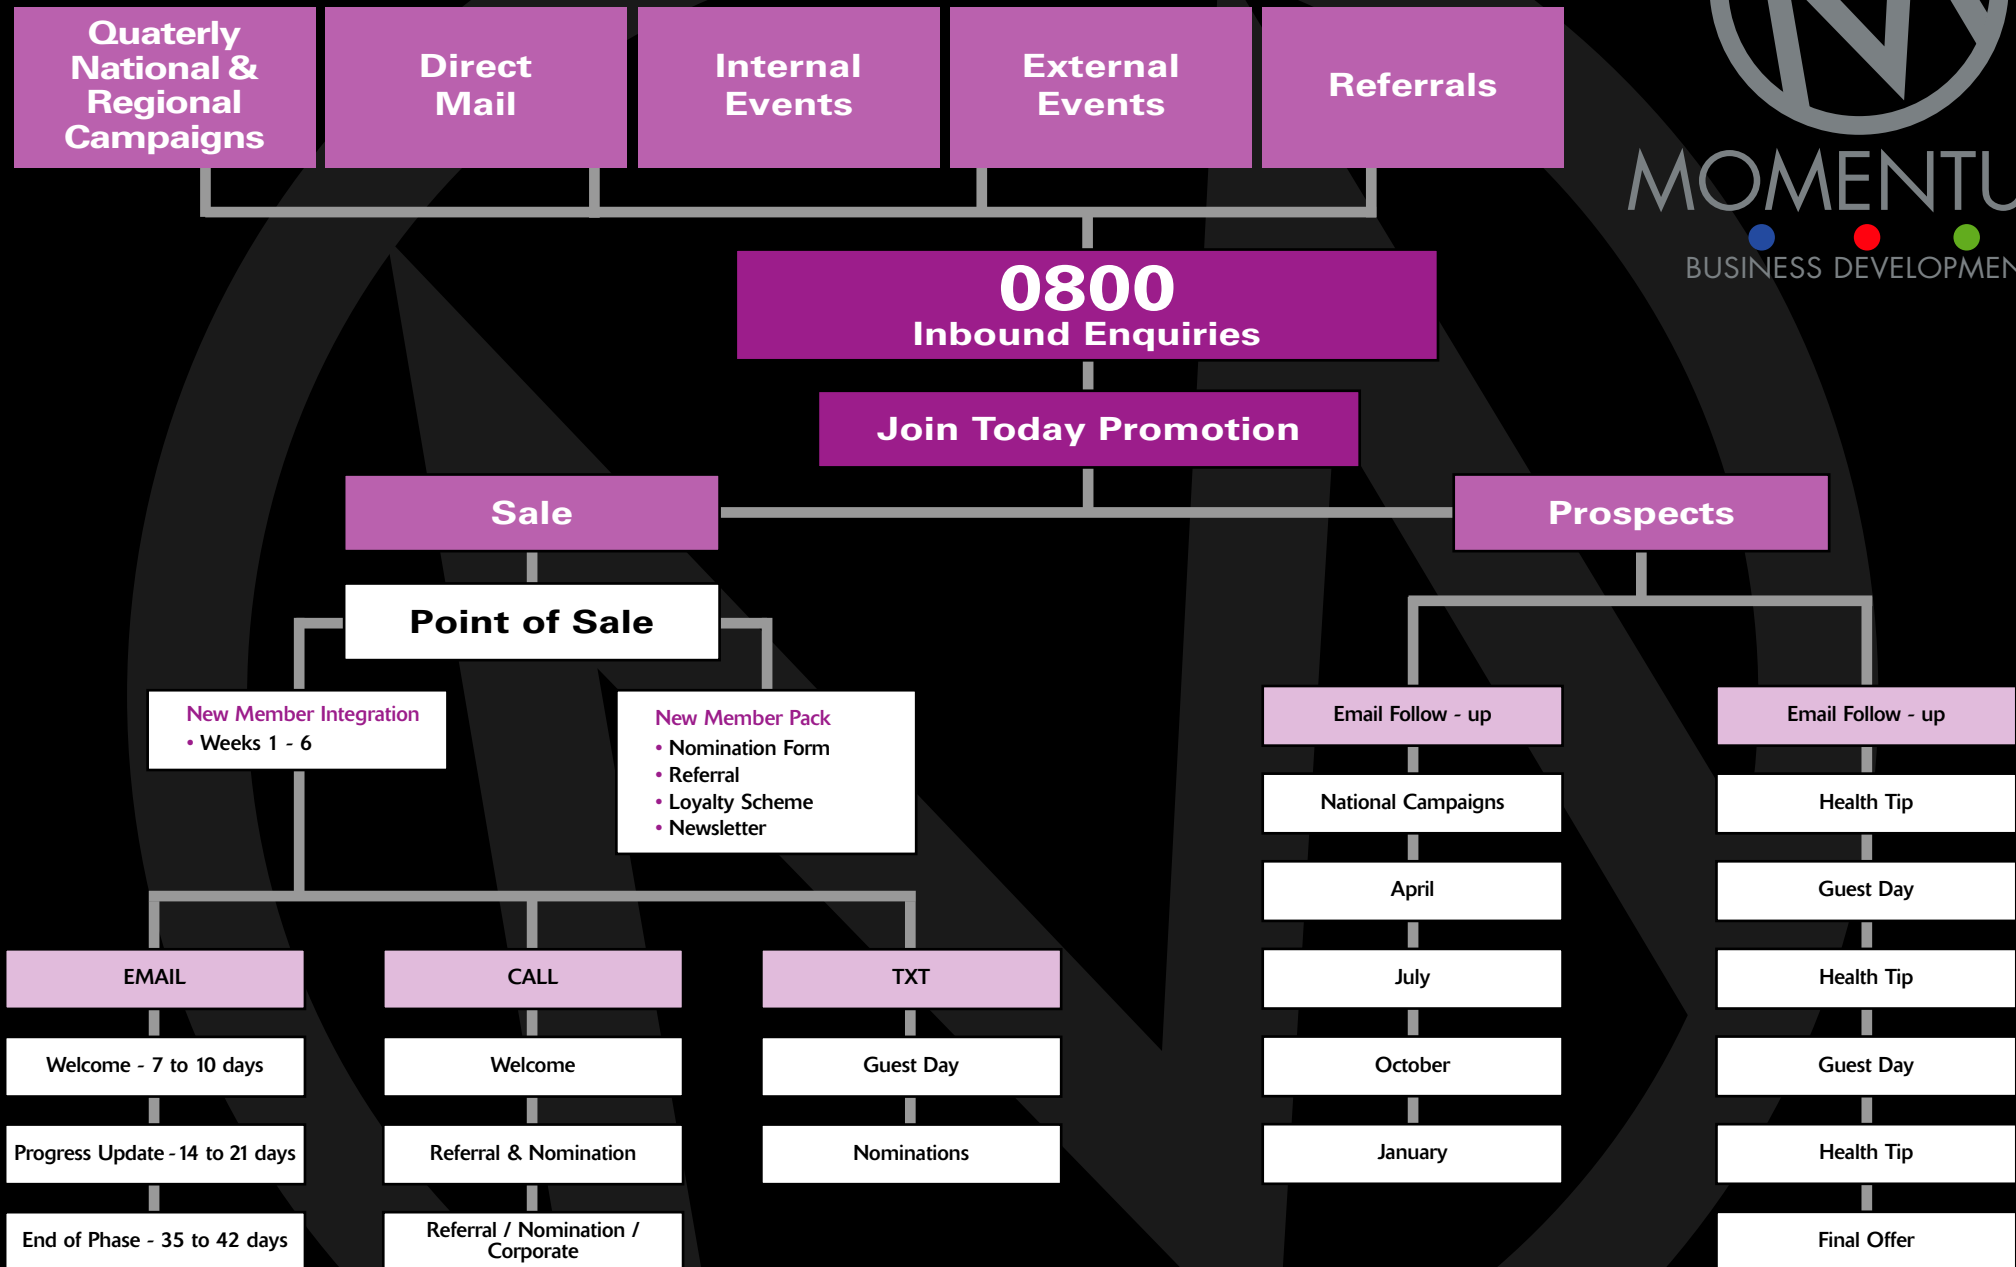 Quaterly
National &
Regional
Campaigns
Direct
Mail
Internal
Events
External
Events
Referrals
MOMENTU
BUSINESS DEVELOPMEN
0800
Inbound Enquiries
Join Today Promotion
Sale
Prospects
Point of Sale
New Member Integration
• Weeks 1 - 6
New Member Pack
• Nomination Form
• Referral
• Loyalty Scheme
• Newsletter
EMAIL
Welcome - 7 to 10 days
Progress Update - 14 to 21 days
End of Phase - 35 to 42 days
CALL
Welcome
Referral & Nomination
Referral / Nomination /
Corporate
TXT
Guest Day
Nominations
Email Follow - up
National Campaigns
April
July
October
January
Email Follow - up
Health Tip
Guest Day
Health Tip
Guest Day
Health Tip
Final Offer